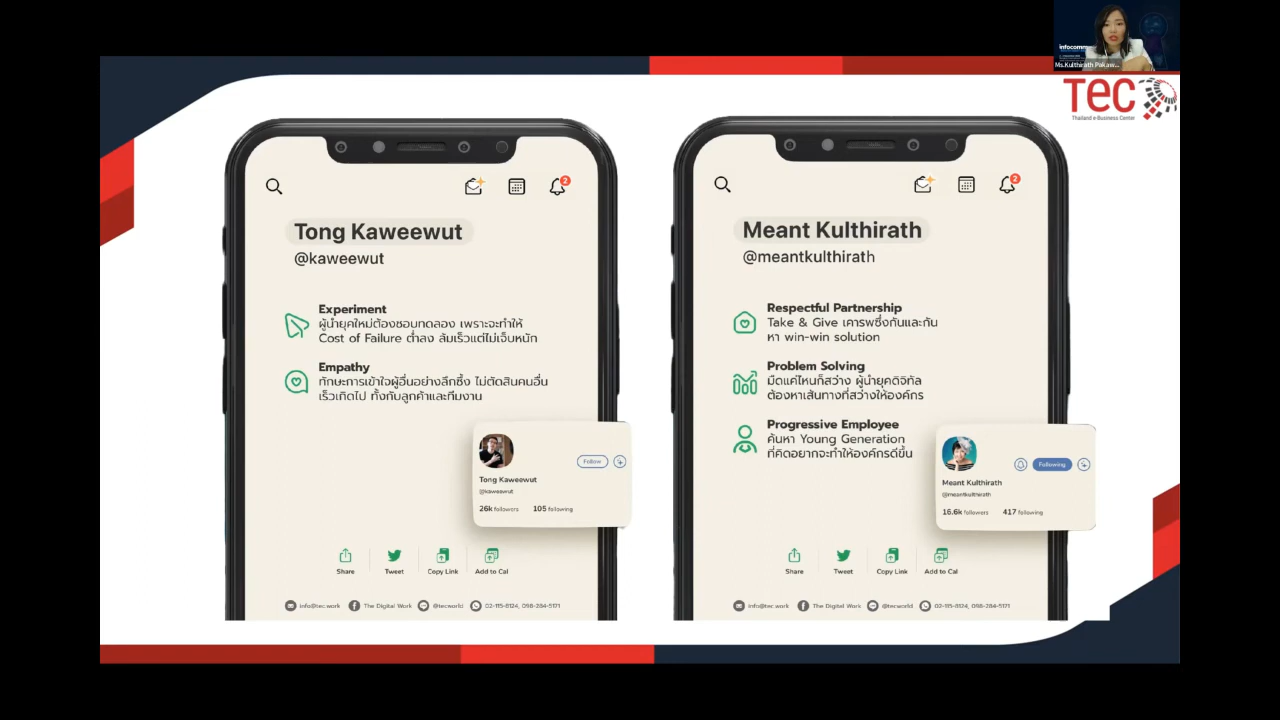 infocomm
Ms.Kulthirath Pakaw...
TEC
Thailand e-Business Center
2
Tong Kaweewut
@kaweewut
Experiment
ผู้นำยุคใหม่ต้องชอบทดลอง เพราะจะทำให้
Cost of Failure ต่ำลง ล้มเร็วแต่ไม่เจ็บหนัก
Empathy
ทักษะการเข้าใจผู้อื่นอย่างลึกซึ้ง ไม่ตัดสินคนอื่น
เร็วเกินไป ทั้งกับลูกค้าและทีมงาน
Follow
Tong Kaweewut
@kaweewut
26k followers 105 following
Share Tweet Copy Link Add to Cal
info@tec.work The Digital Work @tecworld 02-115-8124, 098-284-5171
2
Meant Kulthirath
@meantkulthirath
Respectful Partnership
Take & Give เคารพซึ่งกันและกัน
หา win-win solution
Problem Solving
มืดแค่ไหนก็สว่าง ผู้นำยุคดิจิทัล
ต้องหาเส้นทางที่สว่างให้องค์กร
Progressive Employee
ค้นหา Young Generation
ที่คิดอยากจะทำให้องค์กรดีขึ้น
Following
Meant Kulthirath
@meantkulthirath
16.6k followers 417 following
Share Tweet Copy Link Add to Cal
info@tec.work The Digital Work @tecworld 02-115-8124, 098-284-5171